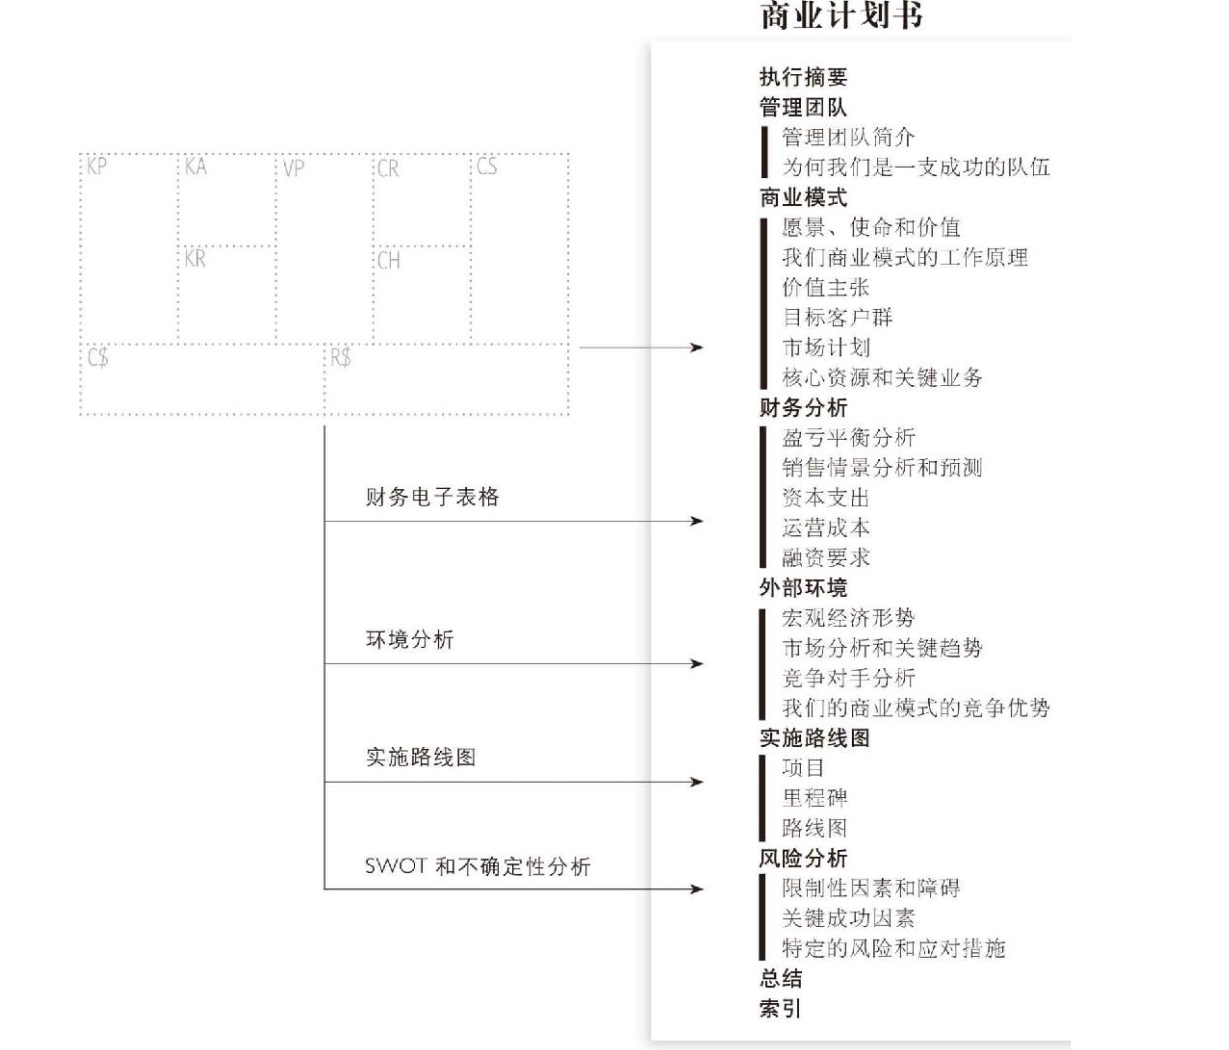 商业计划书
执行摘要
管理团队
管理团队简介
为何我们是一支成功的队伍
商业模式
愿景、使命和价值
我们商业模式的工作原理
价值主张
目标客户群
市场计划
核心资源和关键业务
财务分析
盈亏平衡分析
销售情景分析和预测
资本支出
运营成本
融资要求
外部环境
宏观经济形势
市场分析和关键趋势
竞争对手分析
我们的商业模式的竞争优势
实施路线图
项目
里程碑
路线图
风险分析
限制性因素和障碍
关键成功因素
特定的风险和应对措施
总结
索引
KP
KA
VP
CR
CS
KR
CH
C$
R$
财务电子表格
环境分析
实施路线图
SWOT 和不确定性分析